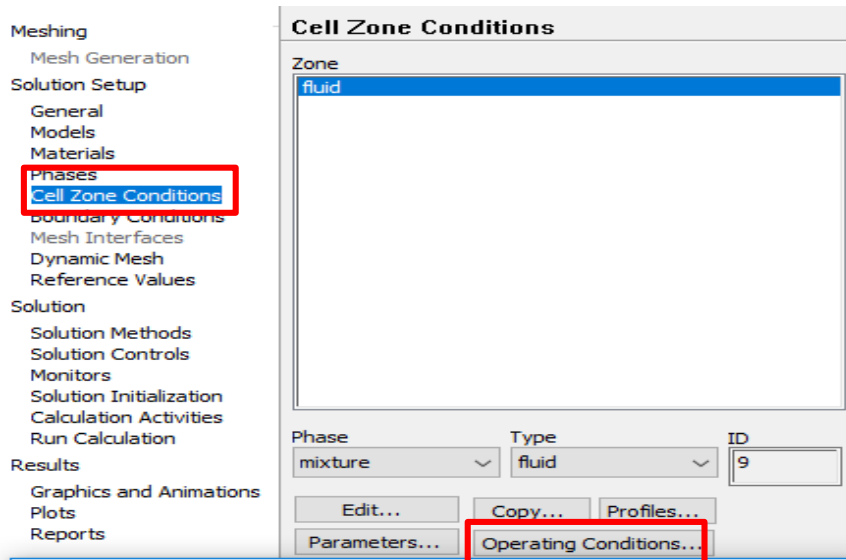 Meshing
Mesh Generation
Solution Setup
General
Models
Materials
Phases
Cell Zone Conditions
Boundary Conditions
Mesh Interfaces
Dynamic Mesh
Reference Values
Solution
Solution Methods
Solution Controls
Monitors
Solution Initialization
Calculation Activities
Run Calculation
Results
Graphics and Animations
Plots
Reports
Cell Zone Conditions
Zone
fluid
Phase Type ID
mixture fluid 9
Edit... Copy... Profiles...
Parameters... Operating Conditions...